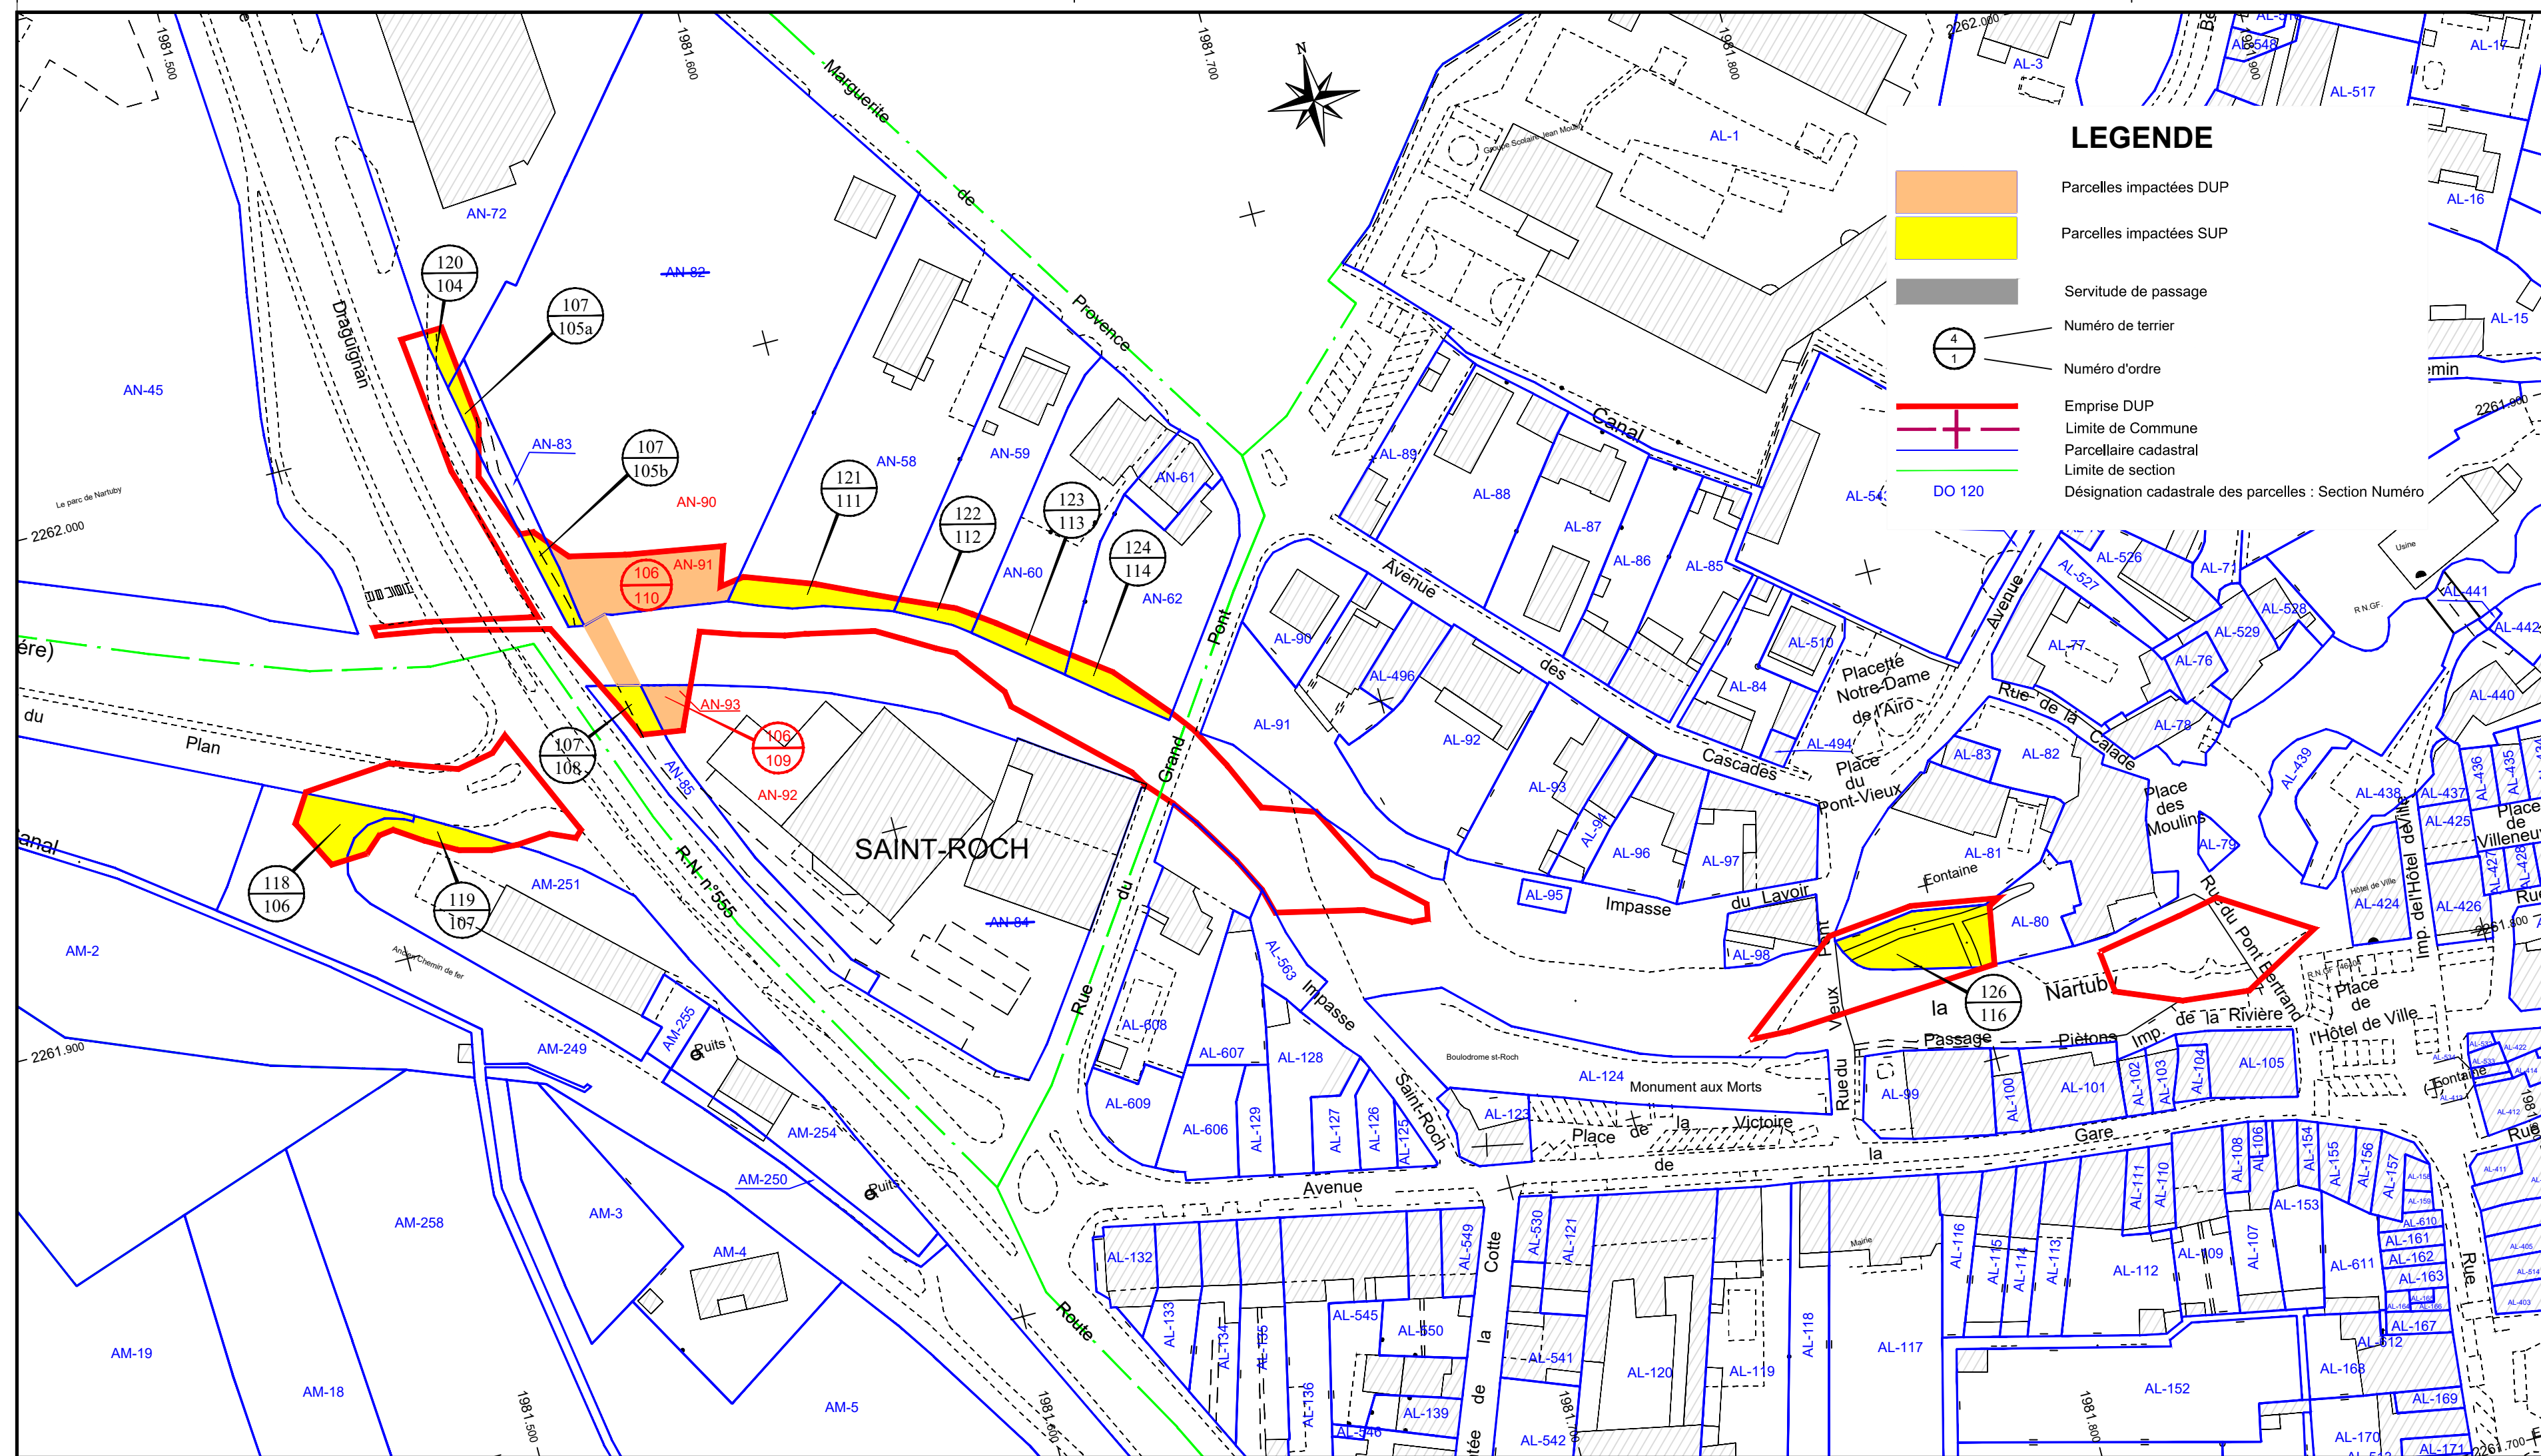 LEGENDE
Parcelles impactées DUP
Parcelles impactées SUP
Servitude de passage
4
1
Numéro de terrier
Numéro d'ordre
Emprise DUP
Limite de Commune
Parcellaire cadastral
Limite de section
DO 120
Désignation cadastrale des parcelles : Section Numéro
1981.500
1981.600
1981.700
1981.800
2262.000
N
Marguerite
de
Provence
Groupe Scolaire Jean Moulin
AL-1
AL-3
AL-548
AL-517
AL-17
AL-16
AL-15
2261.900
AN-72
AN-82
AN-45
Draguignan
Le parc de Nartuby
2262.000
120
104
107
105a
107
105b
AN-83
AN-90
AN-91
106
110
121
111
122
112
123
113
124
114
AN-58
AN-59
AN-60
AN-61
AN-62
AN-93
106
109
AN-92
107
108
AN-85
SAINT-ROCH
AN-84
R.N. n°555
Rue
du
Grand
Pont
du
Plan
118
106
119
107
AM-251
Ancien Chemin de fer
AM-2
AM-249
AM-255
Puits
AM-254
AM-250
Puits
AM-258
AM-3
AM-4
AM-19
AM-18
AM-5
2261.900
1981.500
1981.600
Route
Canal
AL-89
AL-88
AL-87
AL-86
AL-85
Avenue
des
Cascades
AL-90
AL-496
AL-91
AL-92
AL-93
AL-94
AL-96
AL-97
AL-95
AL-98
AL-84
AL-510
AL-494
Placette
Notre-Dame
de l'Airo
Place
du
Pont-Vieux
Avenue
Impasse
du Lavoir
Rue de la
Calade
AL-526
AL-527
AL-71
AL-528
AL-529
AL-77
AL-76
AL-78
AL-83
AL-82
AL-81
AL-80
AL-79
Place
des
Moulins
Fontaine
Usine
AL-441
AL-442
AL-440
AL-439
AL-438
AL-437
AL-436
AL-435
AL-425
AL-426
AL-427
AL-428
AL-424
Hôtel de Ville
Imp. de l'Hôtel de Ville
Place
de
2261.800
Rue du Pont Bertrand
126
116
la
Passage
Piètons
Imp.
de la Rivière
Place
de
l'Hôtel de Ville
Fontaine
Rue du
Vieux
Pont
AL-563
Impasse
Saint-Roch
AL-608
AL-607
AL-609
AL-606
AL-128
AL-129
AL-127
AL-126
AL-125
Boulodrome st-Roch
AL-124
Monument aux Morts
AL-123
Place
de
la
Victoire
AL-99
AL-100
AL-101
AL-102
AL-103
AL-104
AL-105
Avenue
de
la
Gare
AL-132
AL-133
AL-134
AL-135
AL-136
AL-545
AL-550
AL-549
AL-139
AL-546
Cotte
la
de
AL-530
AL-121
AL-541
AL-542
AL-120
AL-119
AL-118
AL-117
Mairie
AL-116
AL-115
AL-114
AL-113
AL-112
AL-111
AL-110
AL-109
AL-108
AL-106
AL-107
AL-154
AL-155
AL-156
AL-157
AL-153
AL-610
AL-161
AL-162
AL-163
AL-611
AL-167
AL-612
AL-168
AL-152
AL-169
AL-170
AL-171
Rue
1981.800
2261.700